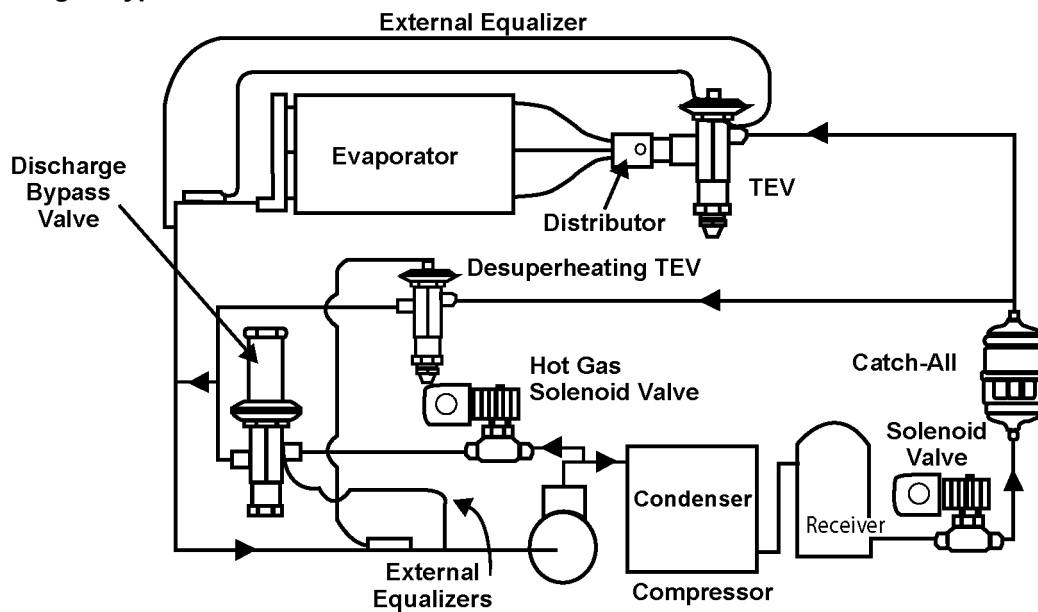 External Equalizer
Evaporator
Discharge
Bypass
Valve
Distributor
TEV
Desuperheating TEV
Hot Gas
Solenoid Valve
Catch-All
Solenoid
Valve
Condenser
Receiver
External
Equalizers
Compressor